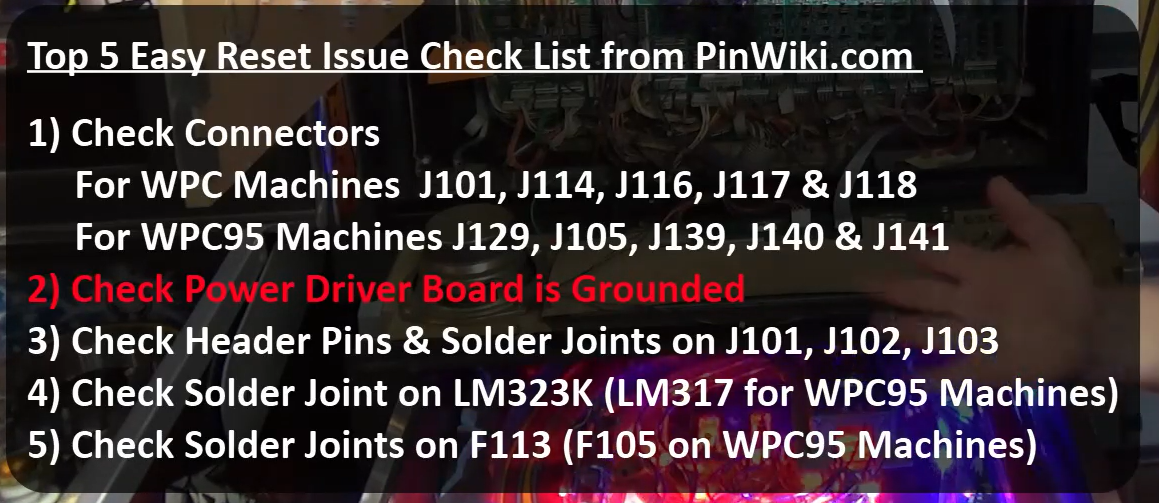 Top 5 Easy Reset Issue Check List from PinWiki.com
1) Check Connectors
For WPC Machines J101, J114, J116, J117 & J118
For WPC95 Machines J129, J105, J139, J140 & J141
2) Check Power Driver Board is Grounded
3) Check Header Pins & Solder Joints on J101, J102, J103
4) Check Solder Joint on LM323K (LM317 for WPC95 Machines)
5) Check Solder Joints on F113 (F105 on WPC95 Machines)